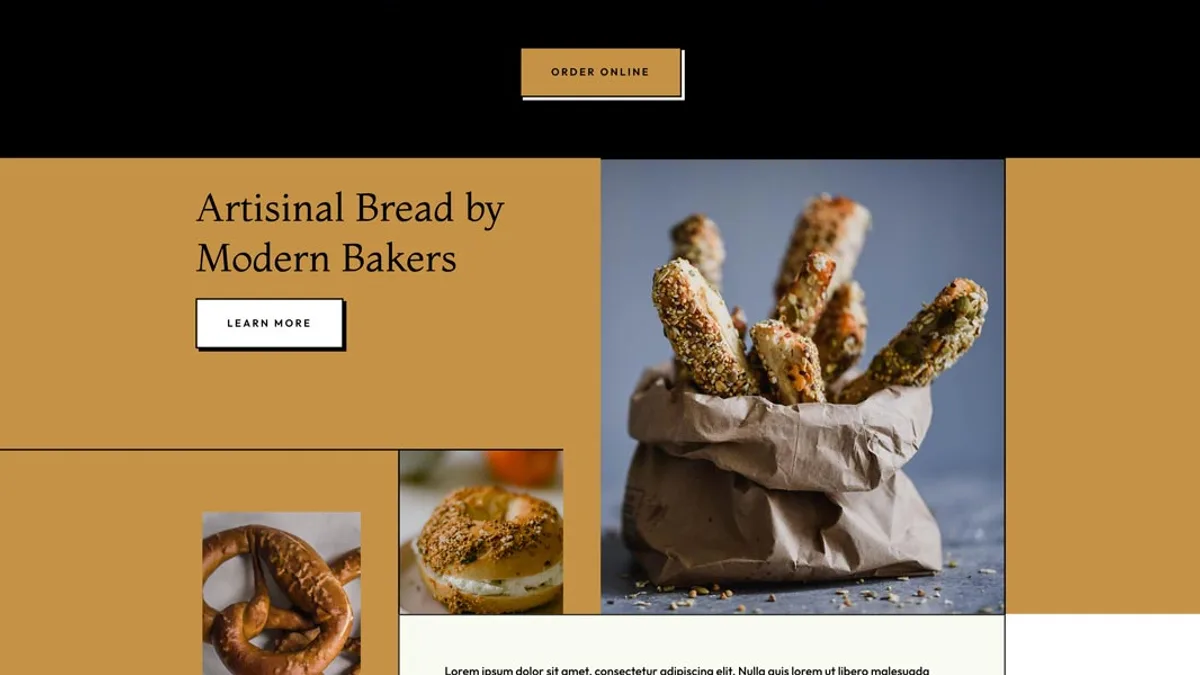 ORDER ONLINE
Artisinal Bread by
Modern Bakers
LEARN MORE
Lorem ipsum dolor sit amet, consectetur adipiscing elit. Nulla quis lorem ut libero malesuada